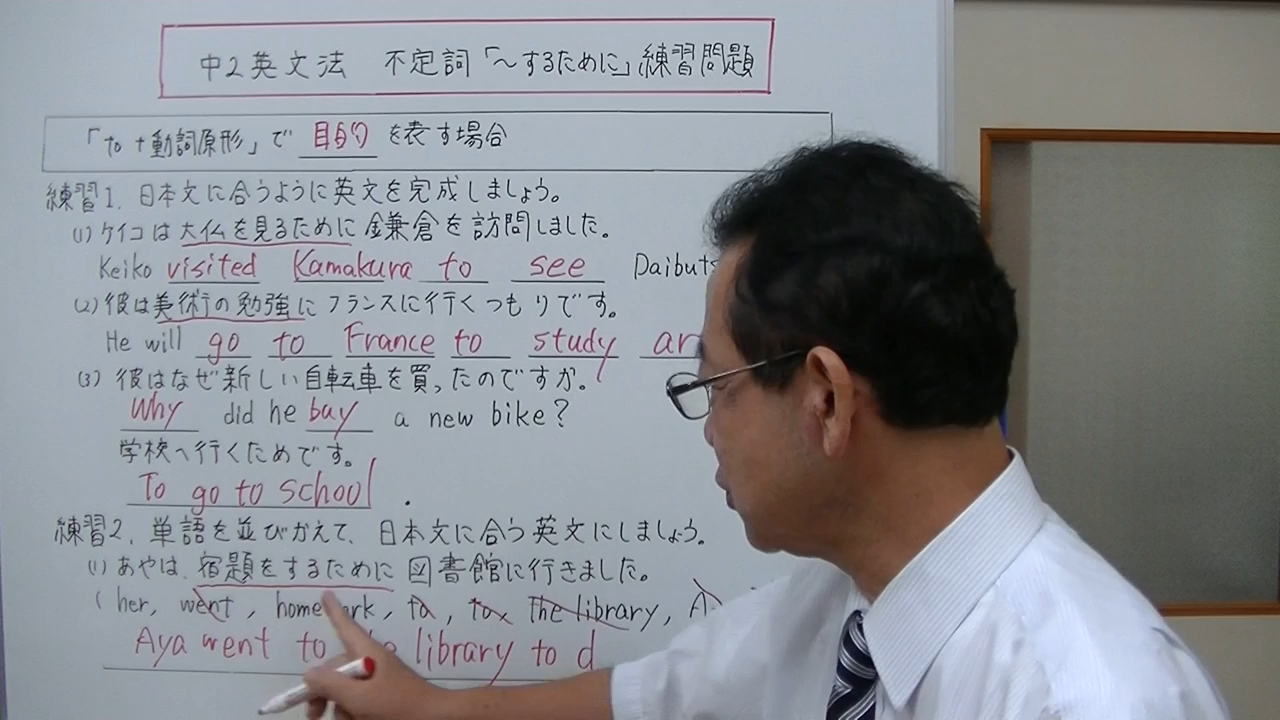 中2英文法 不定詞「～するために」練習問題
「to +動詞原形」で 目的 を表す場合
練習1. 日本文に合うように英文を完成しましょう。
(1) ケイコは大仏を見るために鎌倉を訪問しました。
Keiko visited Kamakura to see
(2) 彼は美術の勉強にフランスに行くつもりです。
He will go to France to study
(3) 彼はなぜ新しい自転車を買ったのですか。
Why did he buy a new bike?
学校へ行くためです。
To go to school.
練習2. 単語を並びかえて、日本文に合う英文にしましょう。
(1) あやは、宿題をするために図書館に行きました。
(her, went, homework, to, to, the library,
Aya went to the library to d